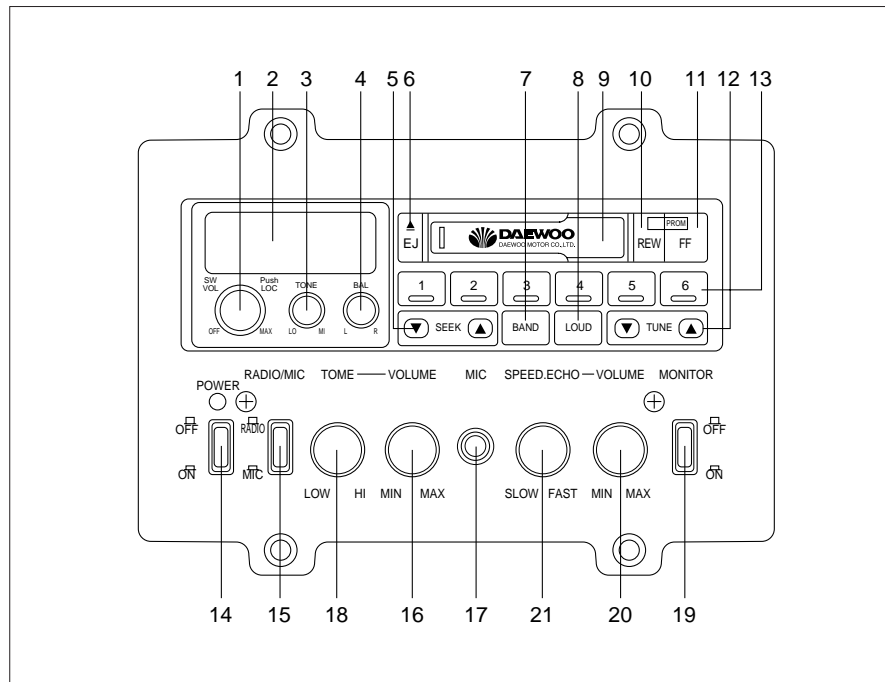 1 2 3 4 5 6 7 8 9 10 11 12 13
EJ
DAEWOO
DAEWOO MOTOR CO.,LTD.
REW
PROM
FF
SW
VOL
Push
LOC
TONE
BAL
OFF
MAX
LO
MI
L
R
1 2 3 4 5 6
SEEK
BAND
LOUD
TUNE
RADIO/MIC TOME VOLUME MIC SPEED.ECHO VOLUME MONITOR
POWER
OFF
RADIO
OFF
ON
MIC
ON
LOW HI MIN MAX SLOW FAST MIN MAX
14 15 18 16 17 21 20 19